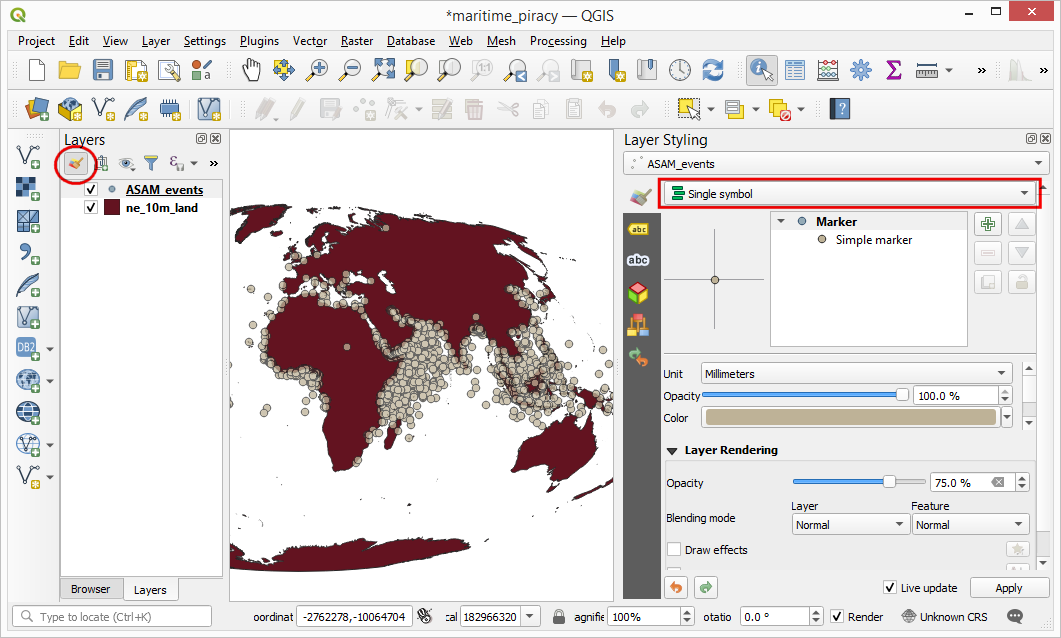 *maritime_piracy — QGIS
Project Edit View Layer Settings Plugins Vector Raster Database Web Mesh Processing Help
Layers
ASAM_events
ne_10m_land
Browser Layers
Layer Styling
ASAM_events
Single symbol
abc
abc
DB2
Marker
Simple marker
Unit Millimeters
Opacity 100.0 %
Color
Layer Rendering
Opacity 75.0 %
Layer Feature
Blending mode Normal Normal
Draw effects
Live update Apply
Type to locate (Ctrl+K) oordinat -2762278,-10064704 cal 182966320 agnifie 100% otatio 0.0 ° Render Unknown CRS